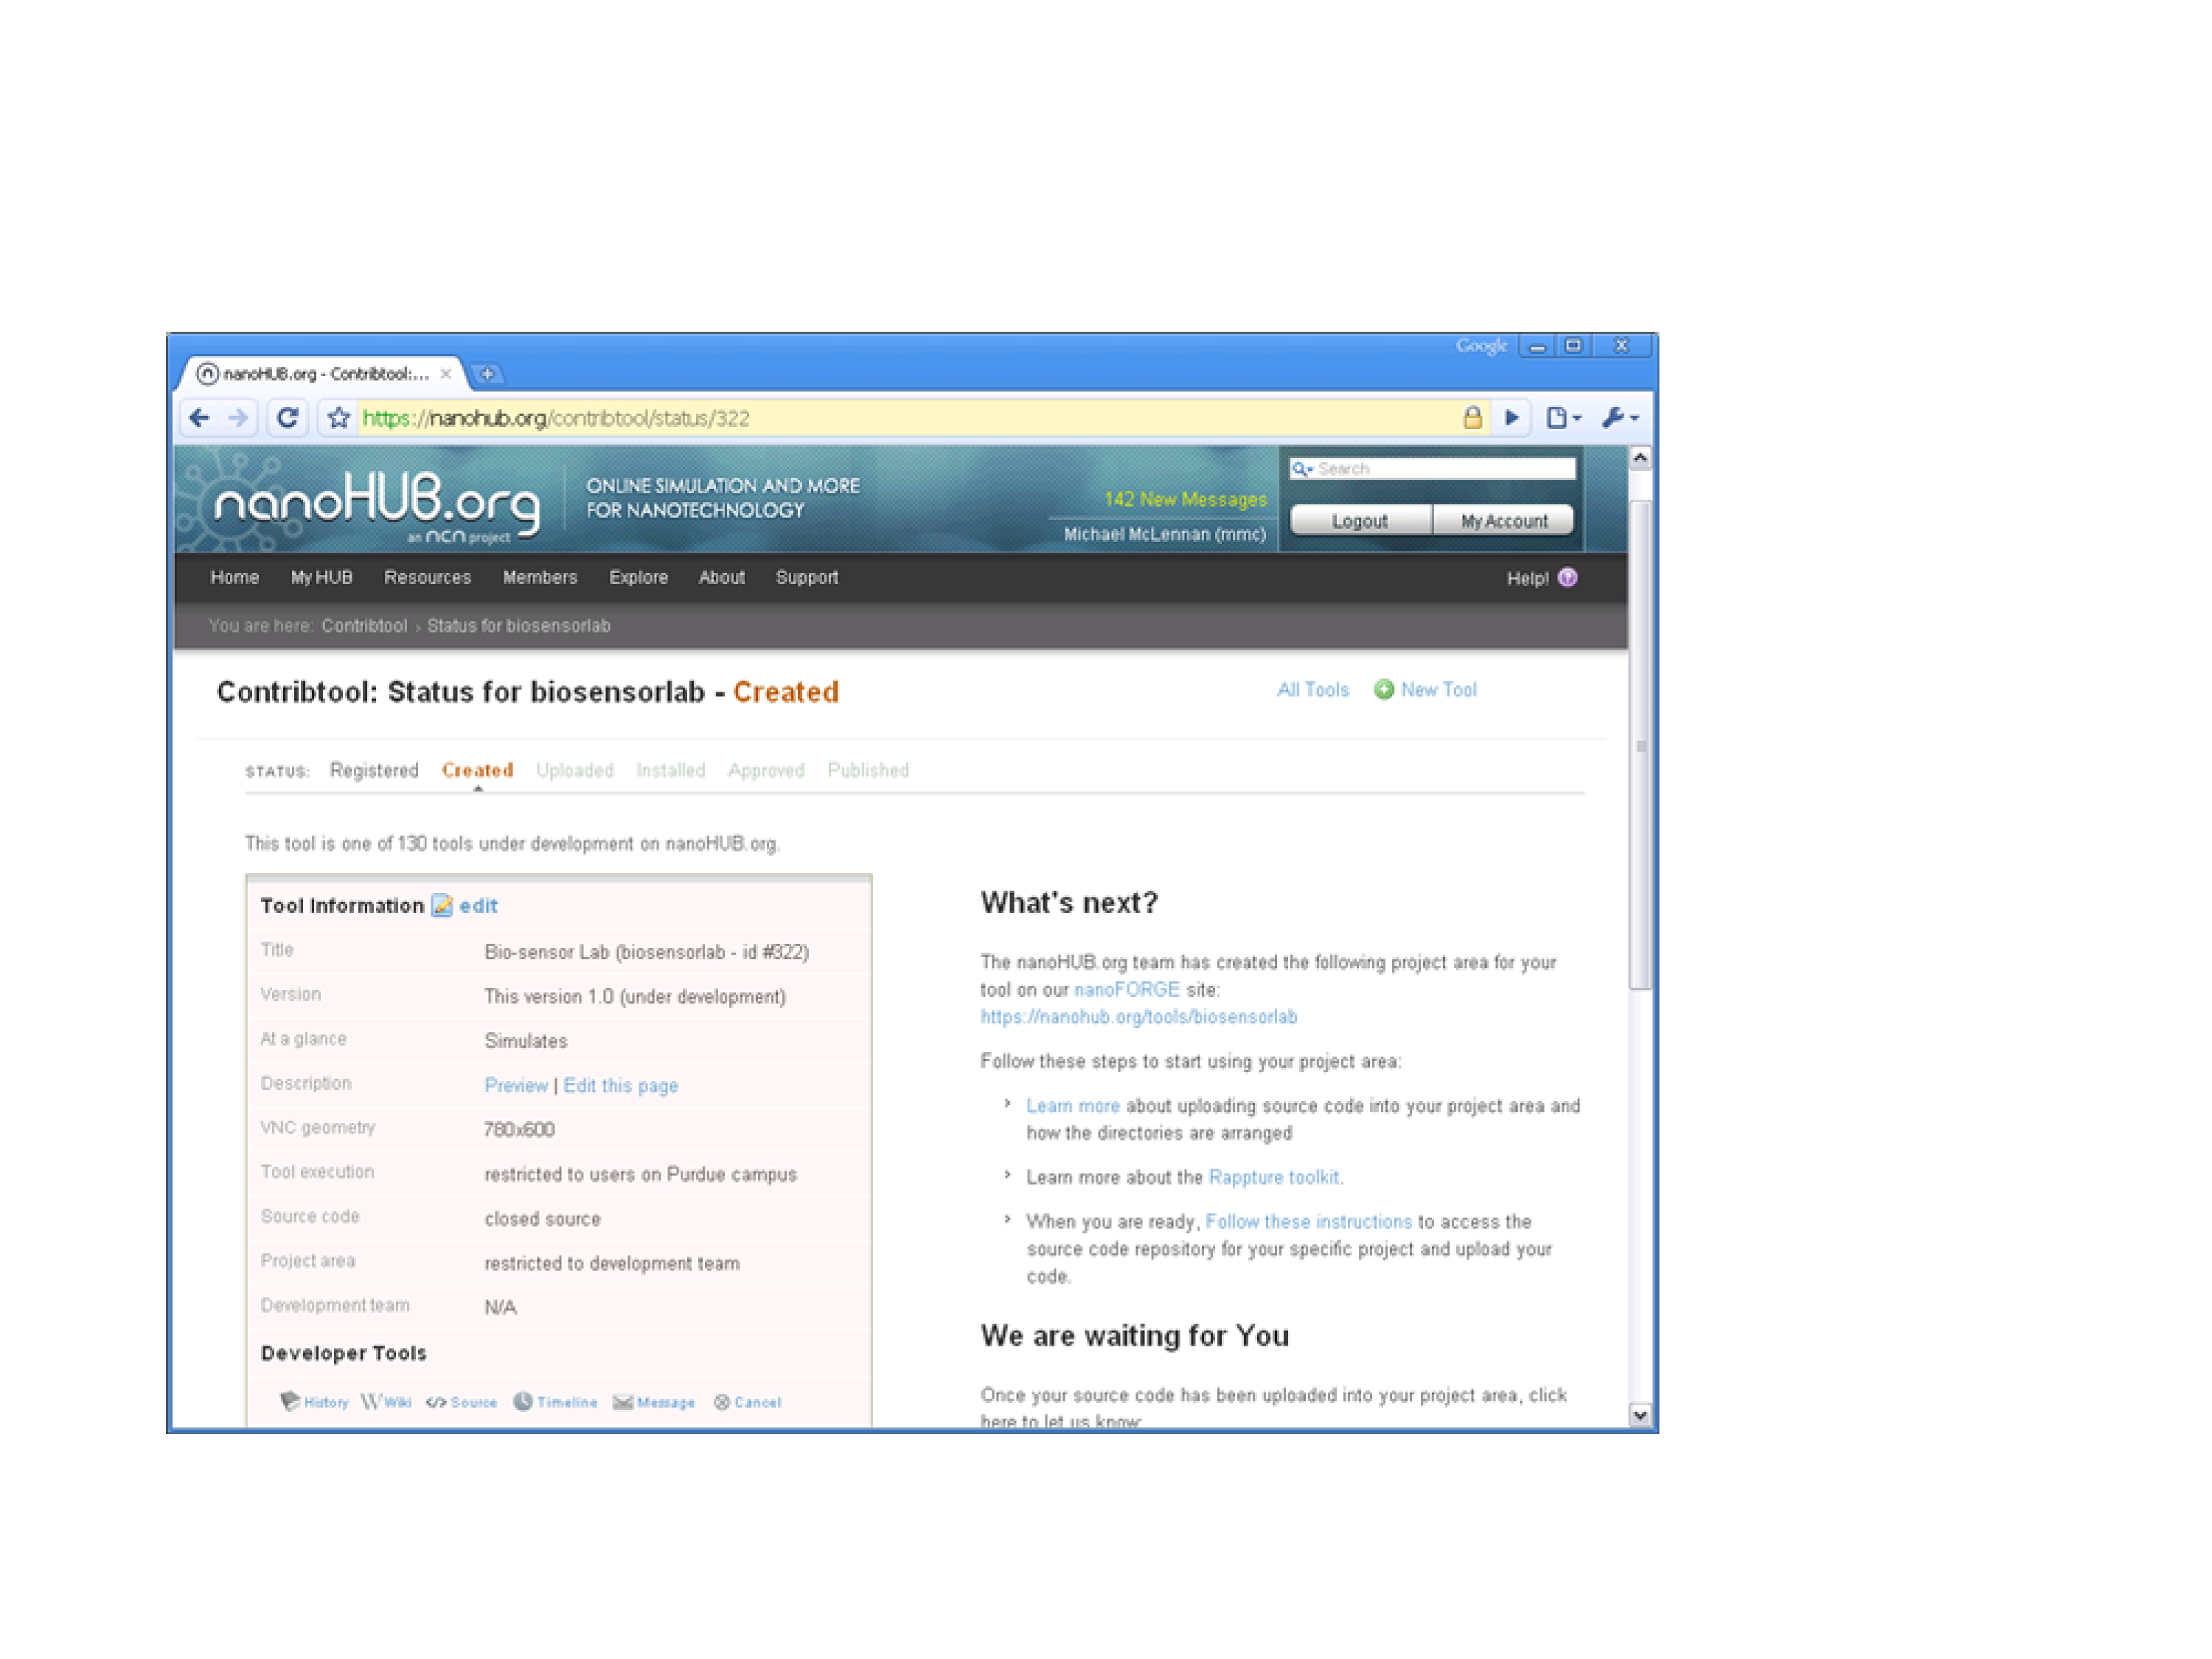 Google
nanoHUB.org - Contribtool:...
https://nanohub.org/contribtool/status/322
nanoHUB.org
an ncn project
ONLINE SIMULATION AND MORE
FOR NANOTECHNOLOGY
142 New Messages
Michael McLennan (mmc)
Search
Logout
My Account
Home My HUB Resources Members Explore About Support Help!
You are here: Contribtool › Status for biosensorlab
Contribtool: Status for biosensorlab - Created
All Tools New Tool
STATUS: Registered Created Uploaded Installed Approved Published
This tool is one of 130 tools under development on nanoHUB.org.
Tool Information edit
Title Bio-sensor Lab (biosensorlab - id #322)
Version This version 1.0 (under development)
At a glance Simulates
Description Preview | Edit this page
VNC geometry 780x600
Tool execution restricted to users on Purdue campus
Source code closed source
Project area restricted to development team
Development team N/A
Developer Tools
History Wiki Source Timeline Message Cancel
What's next?
The nanoHUB.org team has created the following project area for your
tool on our nanoFORGE site:
https://nanohub.org/tools/biosensorlab
Follow these steps to start using your project area:
› Learn more about uploading source code into your project area and
how the directories are arranged
› Learn more about the Rappture toolkit.
› When you are ready, Follow these instructions to access the
source code repository for your specific project and upload your
code.
We are waiting for You
Once your source code has been uploaded into your project area, click
here to let us know: